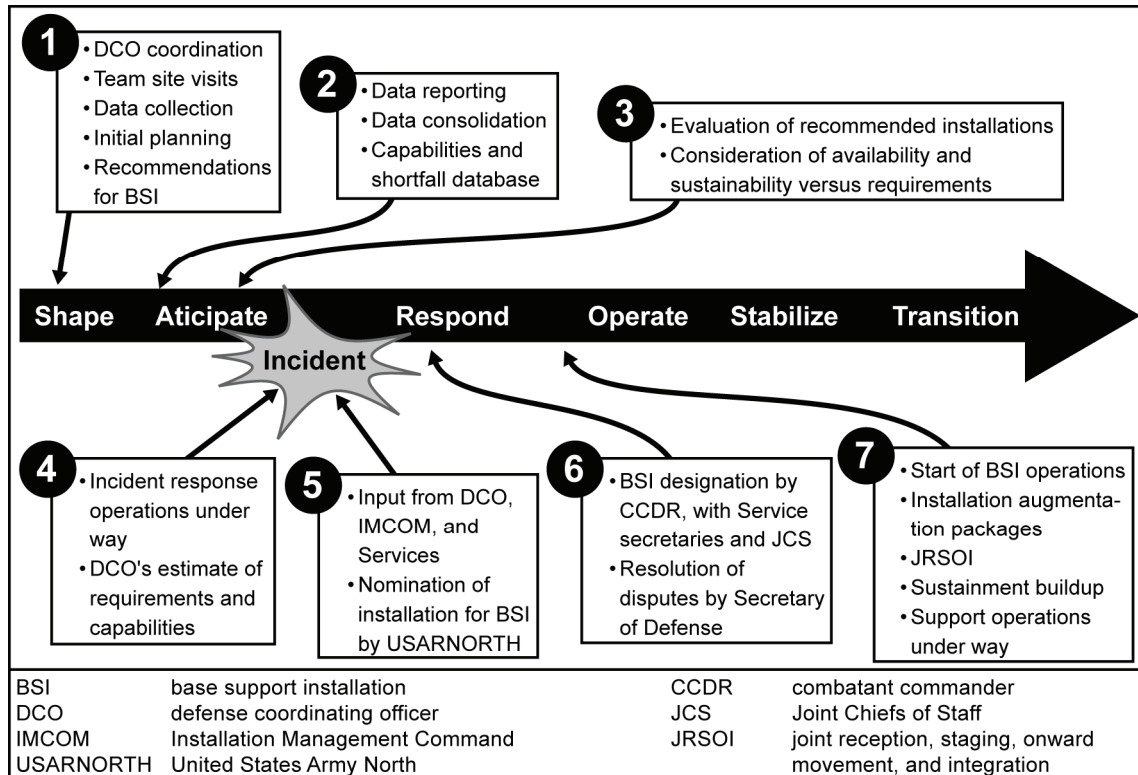 1
• DCO coordination
• Team site visits
• Data collection
• Initial planning
• Recommendations
for BSI
2
• Data reporting
• Data consolidation
• Capabilities and
shortfall database
3
• Evaluation of recommended installations
• Consideration of availability and
sustainability versus requirements
Shape Aticipate Respond Operate Stabilize Transition
Incident
4
• Incident response
operations under
way
• DCO's estimate of
requirements and
capabilities
5
• Input from DCO,
IMCOM, and
Services
• Nomination of
installation for BSI
by USARNORTH
6
• BSI designation by
CCDR, with Service
secretaries and JCS
• Resolution of
disputes by Secretary
of Defense
7
• Start of BSI operations
• Installation augmenta-
tion packages
• JRSOI
• Sustainment buildup
• Support operations
under way
BSI base support installation
DCO defense coordinating officer
IMCOM Installation Management Command
USARNORTH United States Army North
CCDR combatant commander
JCS Joint Chiefs of Staff
JRSOI joint reception, staging, onward
movement, and integration